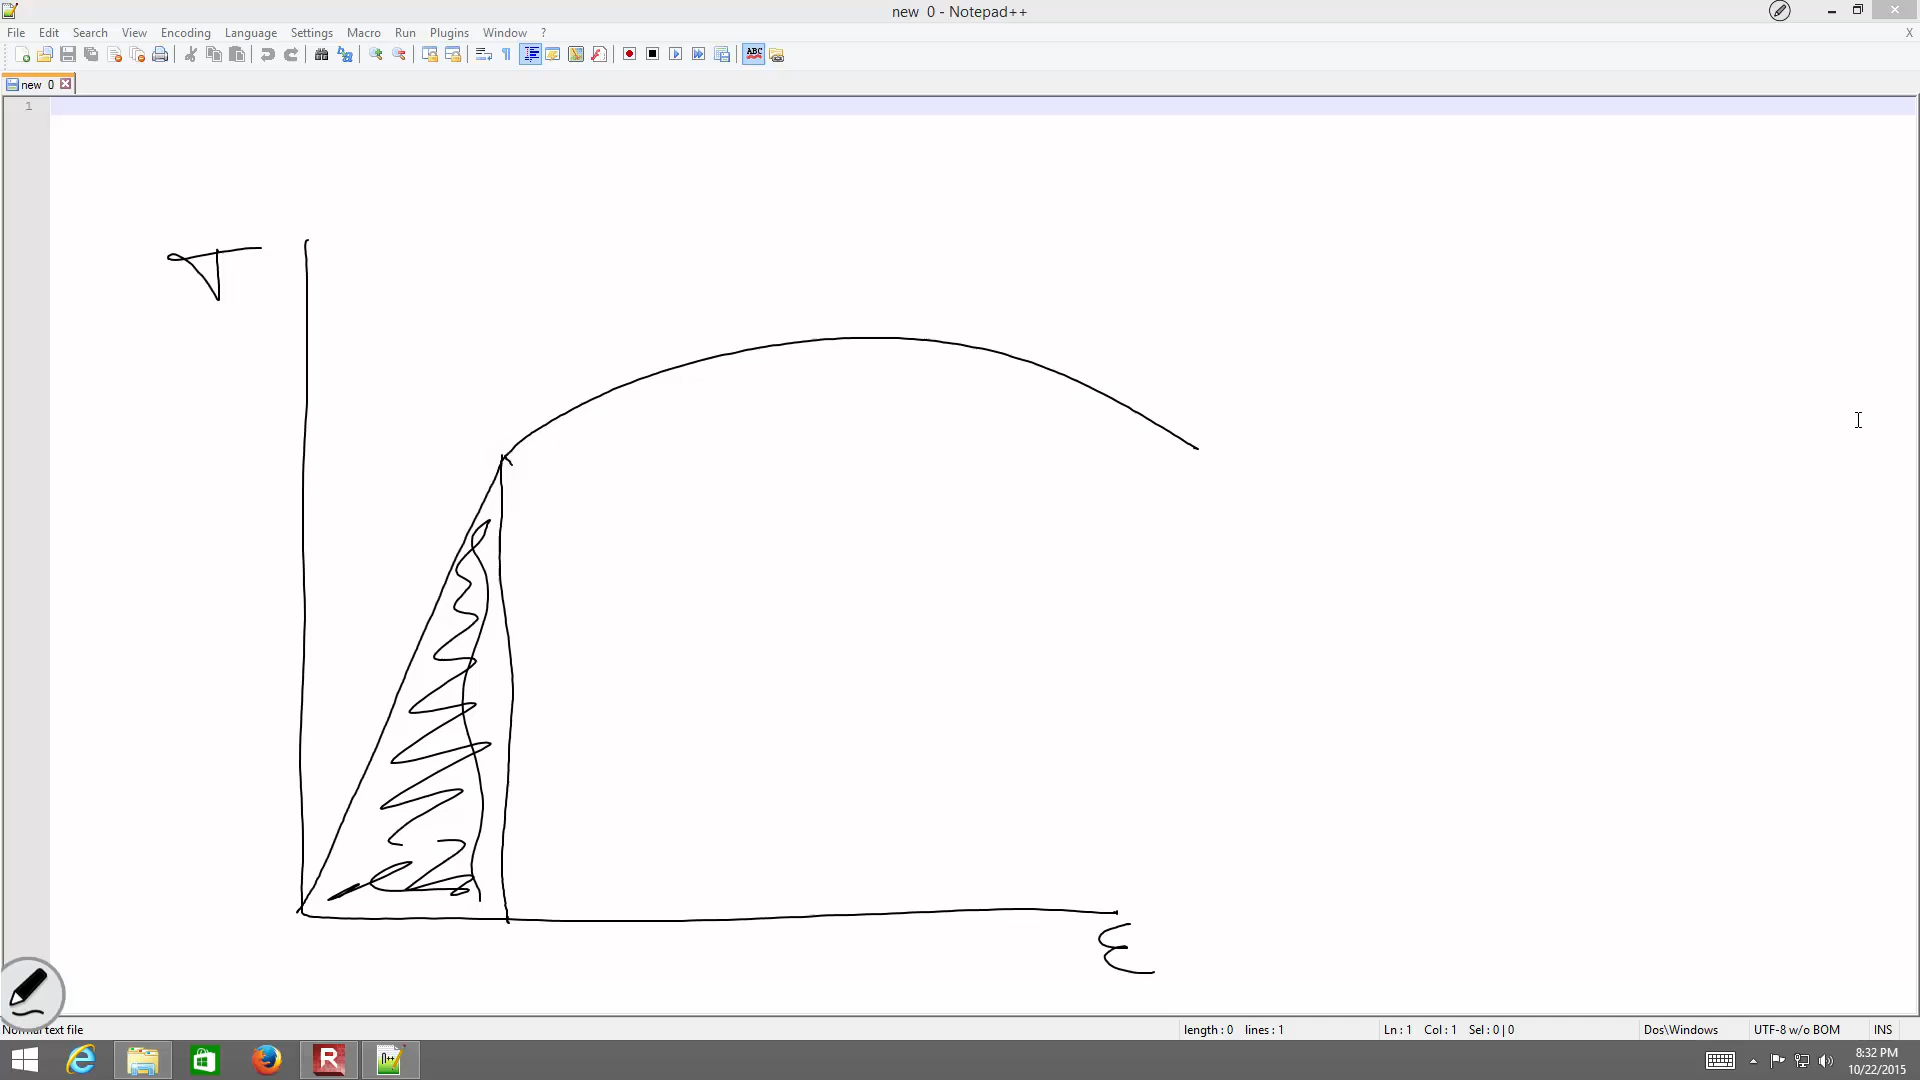 new 0 - Notepad++
File Edit Search View Encoding Language Settings Macro Run Plugins Window ? X
ABC
new 0
1
σ
ε
Normal text file length : 0 lines : 1 Ln : 1 Col : 1 Sel : 0 | 0 Dos\Windows UTF-8 w/o BOM INS
8:32 PM
10/22/2015